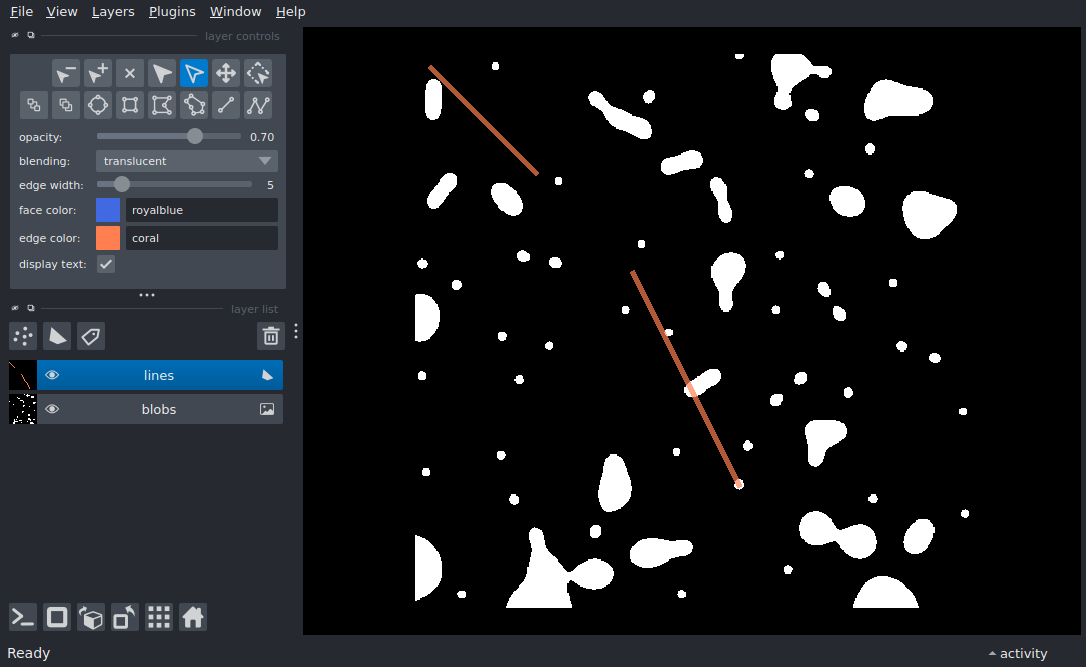 File View Layers Plugins Window Help
layer controls
opacity: 0.70
blending: translucent
edge width: 5
face color: royalblue
edge color: coral
display text:
layer list
lines
blobs
Ready
activity